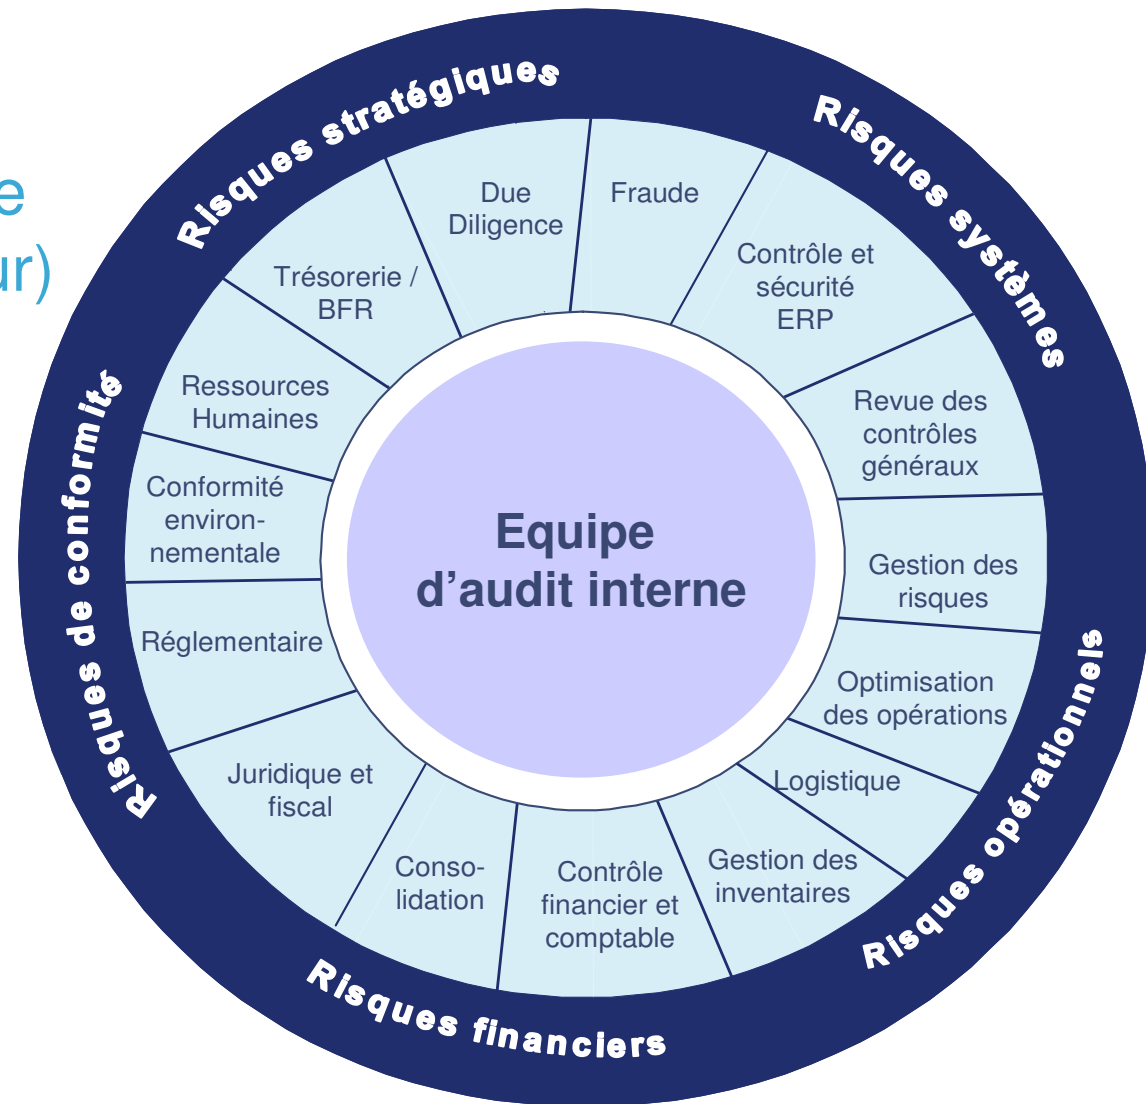 e
ur)
Risques stratégiques
Risques systèmes
Due
Diligence
Fraude
Trésorerie /
BFR
Contrôle et
sécurité
ERP
Ressources
Humaines
Revue des
contrôles
généraux
Risques de conformité
Conformité
environ-
nementale
Equipe
d’audit interne
Gestion des
risques
Réglementaire
Optimisation
des opérations
Risques opérationnels
Juridique et
fiscal
Logistique
Conso-
lidation
Contrôle
financier et
comptable
Gestion des
inventaires
Risques financiers